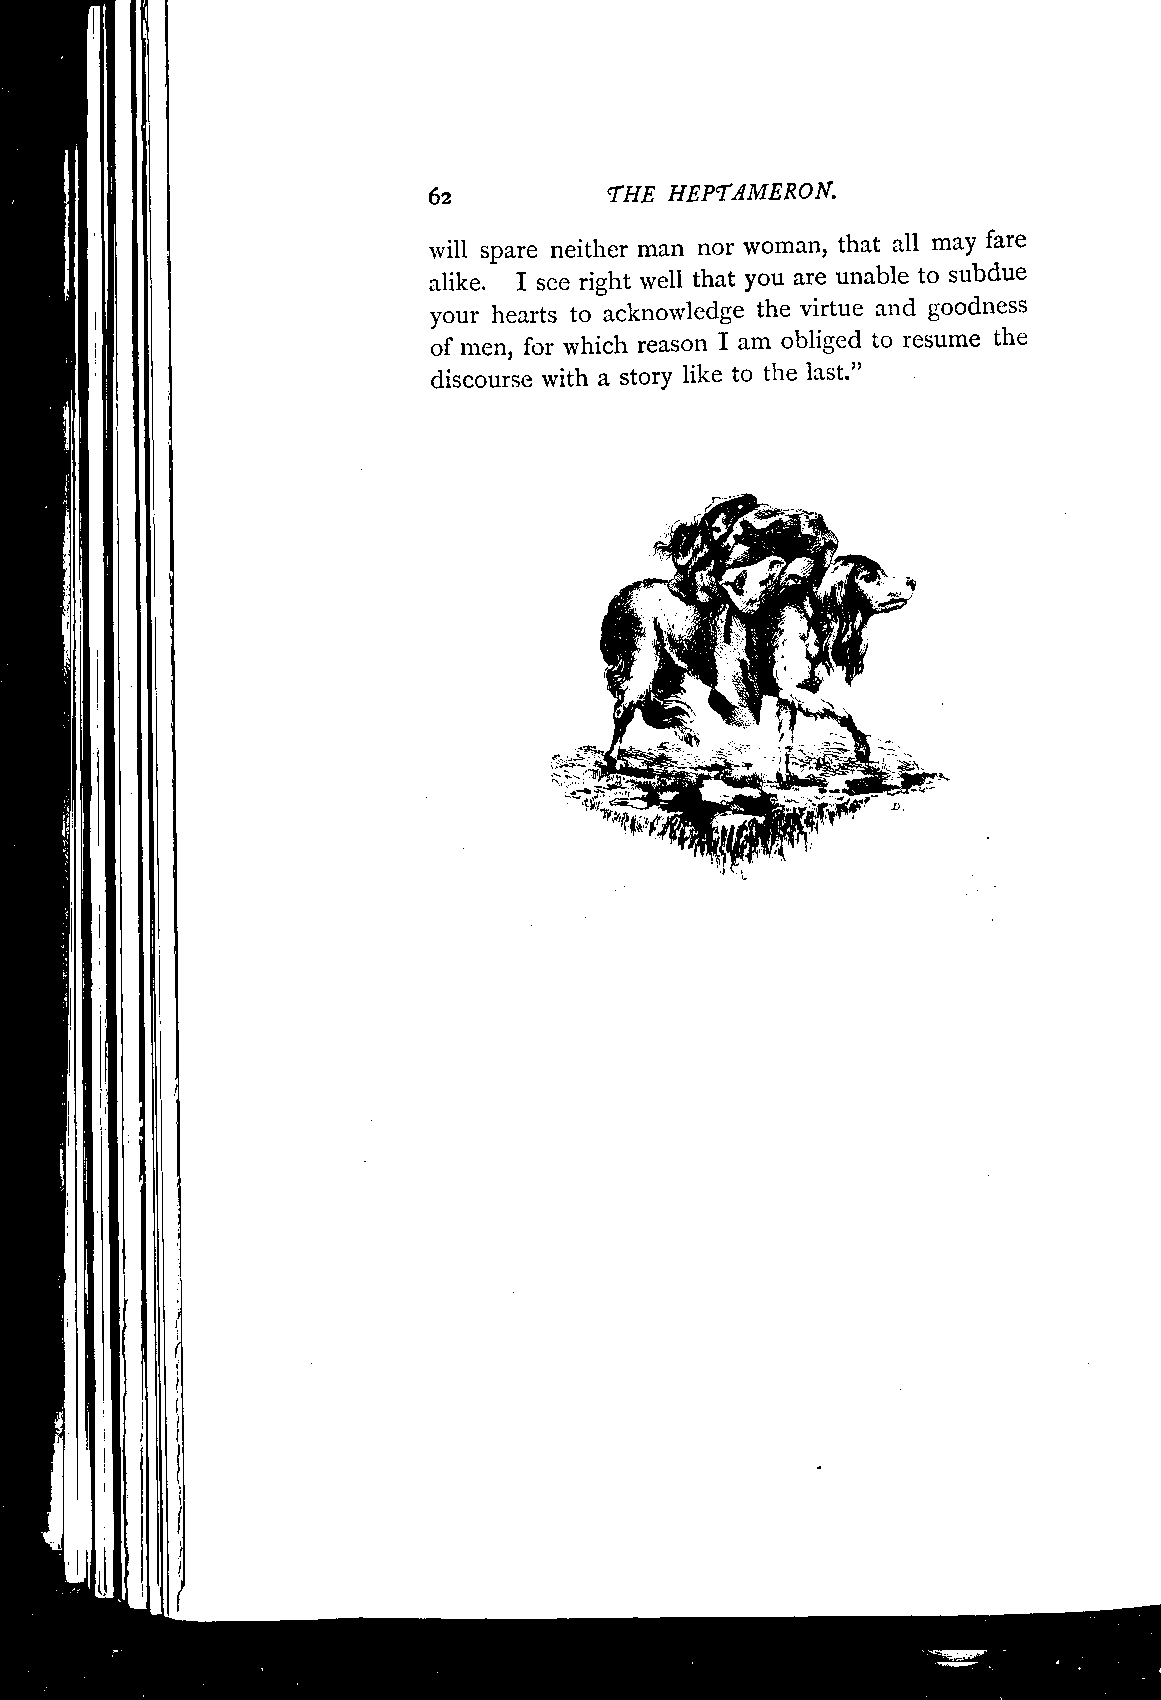 62 THE HEPTAMERON.
will spare neither man nor woman, that all may fare
alike. I see right well that you are unable to subdue
your hearts to acknowledge the virtue and goodness
of men, for which reason I am obliged to resume the
discourse with a story like to the last.”
D.